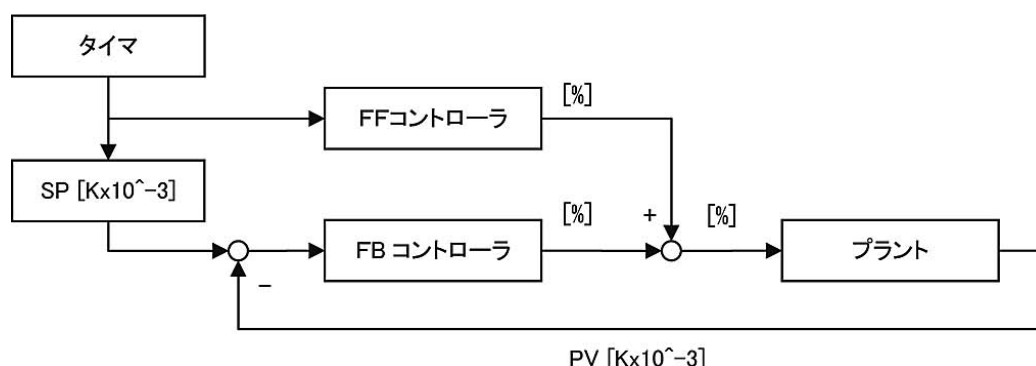 タイマ
[%]
FFコントローラ
SP [Kx10^-3]
[%]
+
[%]
FB コントローラ
プラント
−
PV [Kx10^-3]